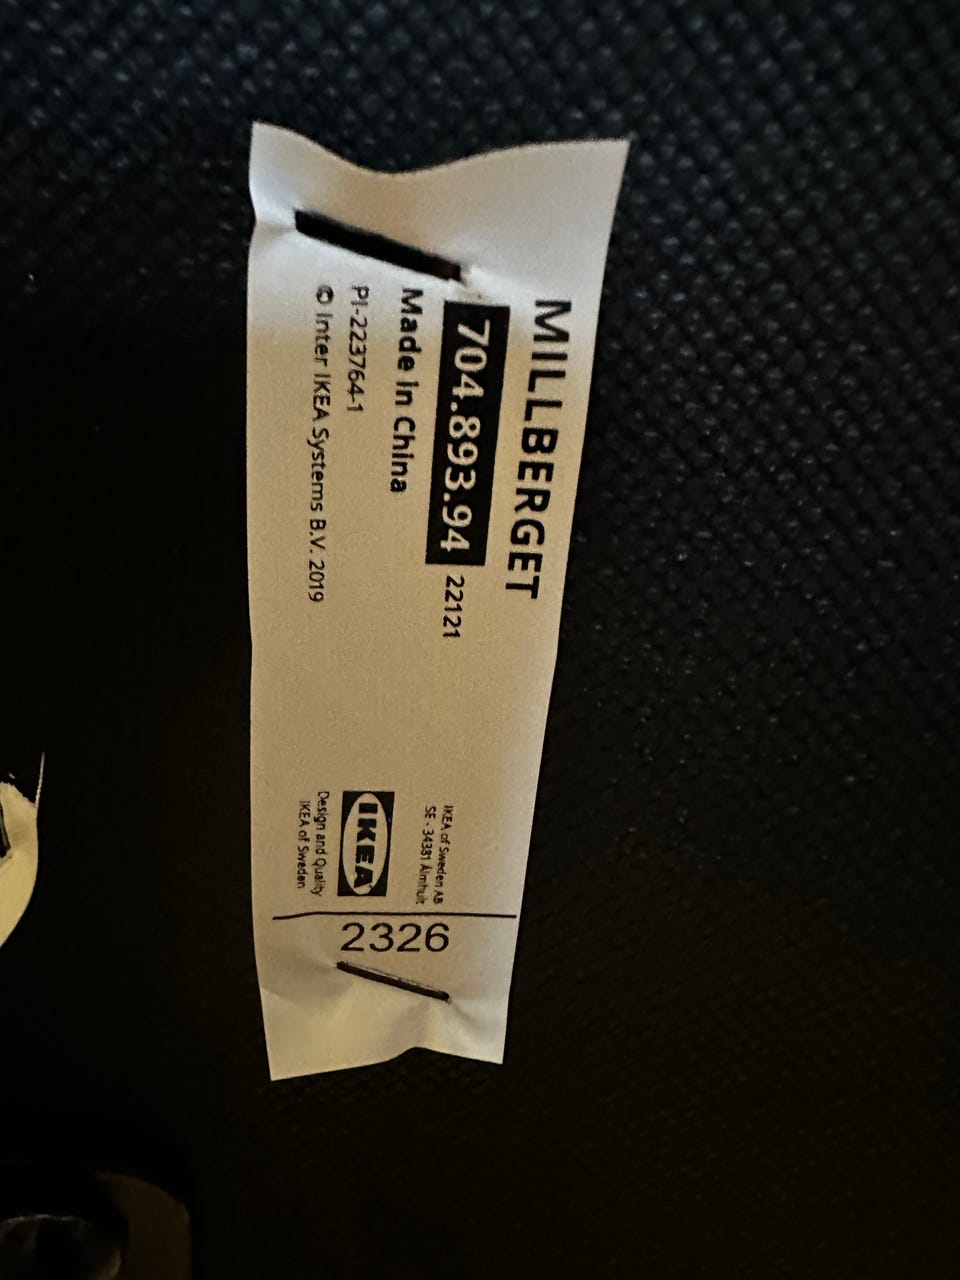 MILLBERGET
704.893.94 22121
Made in China
PI-223764-1
© Inter IKEA Systems B.V. 2019
IKEA of Sweden AB
SE - 34381 Älmhult
IKEA
Design and Quality
IKEA of Sweden
2326